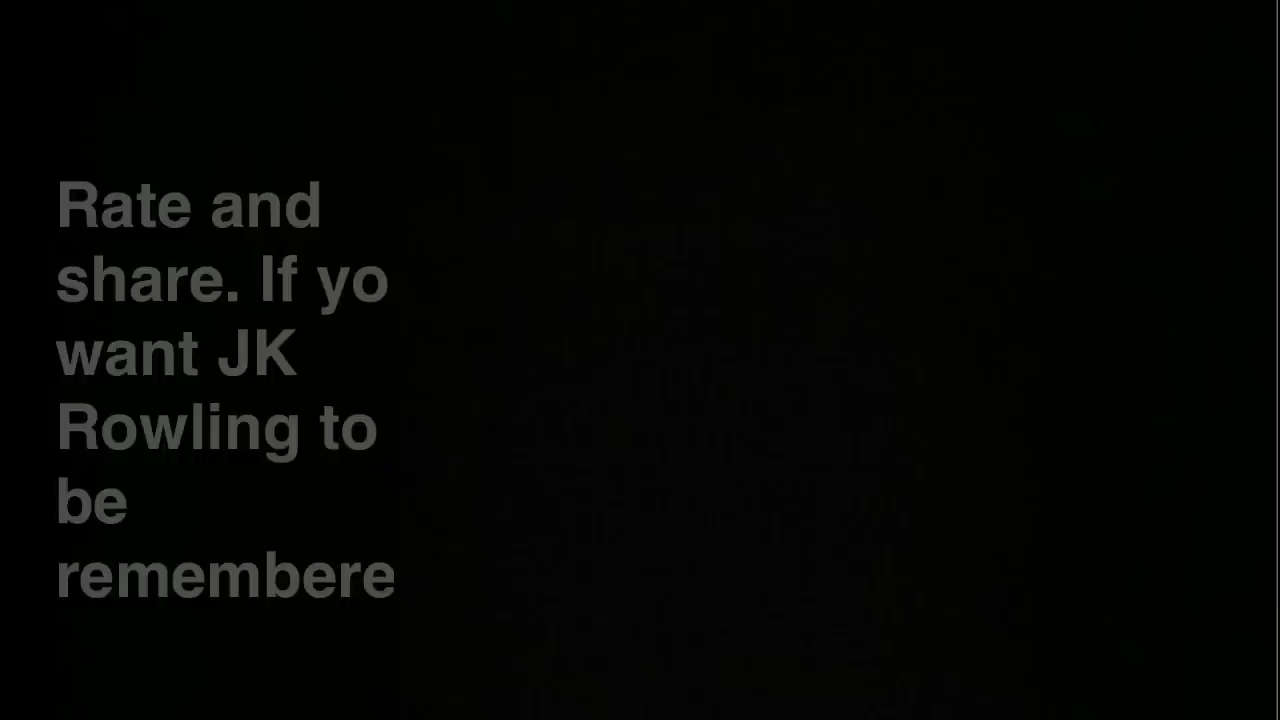 Rate and
share. If yo
want JK
Rowling to
be
remembere